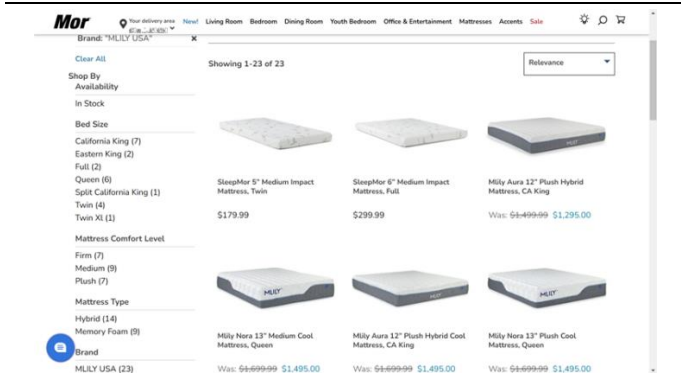 Mor
Your delivery area
New!
Living Room
Bedroom
Dining Room
Youth Bedroom
Office & Entertainment
Mattresses
Accents
Sale
Brand: "MLILY USA"
x
Clear All
Shop By
Availability
In Stock
Bed Size
California King (7)
Eastern King (2)
Full (2)
Queen (6)
Split California King (1)
Twin (4)
Twin Xl (1)
Mattress Comfort Level
Firm (7)
Medium (9)
Plush (7)
Mattress Type
Hybrid (14)
Memory Foam (9)
Brand
MLILY USA (23)
Showing 1-23 of 23
Relevance
SleepMor 5" Medium Impact
Mattress, Twin
$179.99
SleepMor 6" Medium Impact
Mattress, Full
$299.99
MLILY
Mlily Aura 12" Plush Hybrid
Mattress, CA King
Was: $1,499.99 $1,295.00
MLILY
Mlily Nora 13" Medium Cool
Mattress, Queen
Was: $1,699.99 $1,495.00
MLILY
Mlily Aura 12" Plush Hybrid Cool
Mattress, CA King
Was: $1,699.99 $1,495.00
MLILY
Mlily Nora 13" Plush Cool
Mattress, Queen
Was: $1,699.99 $1,495.00